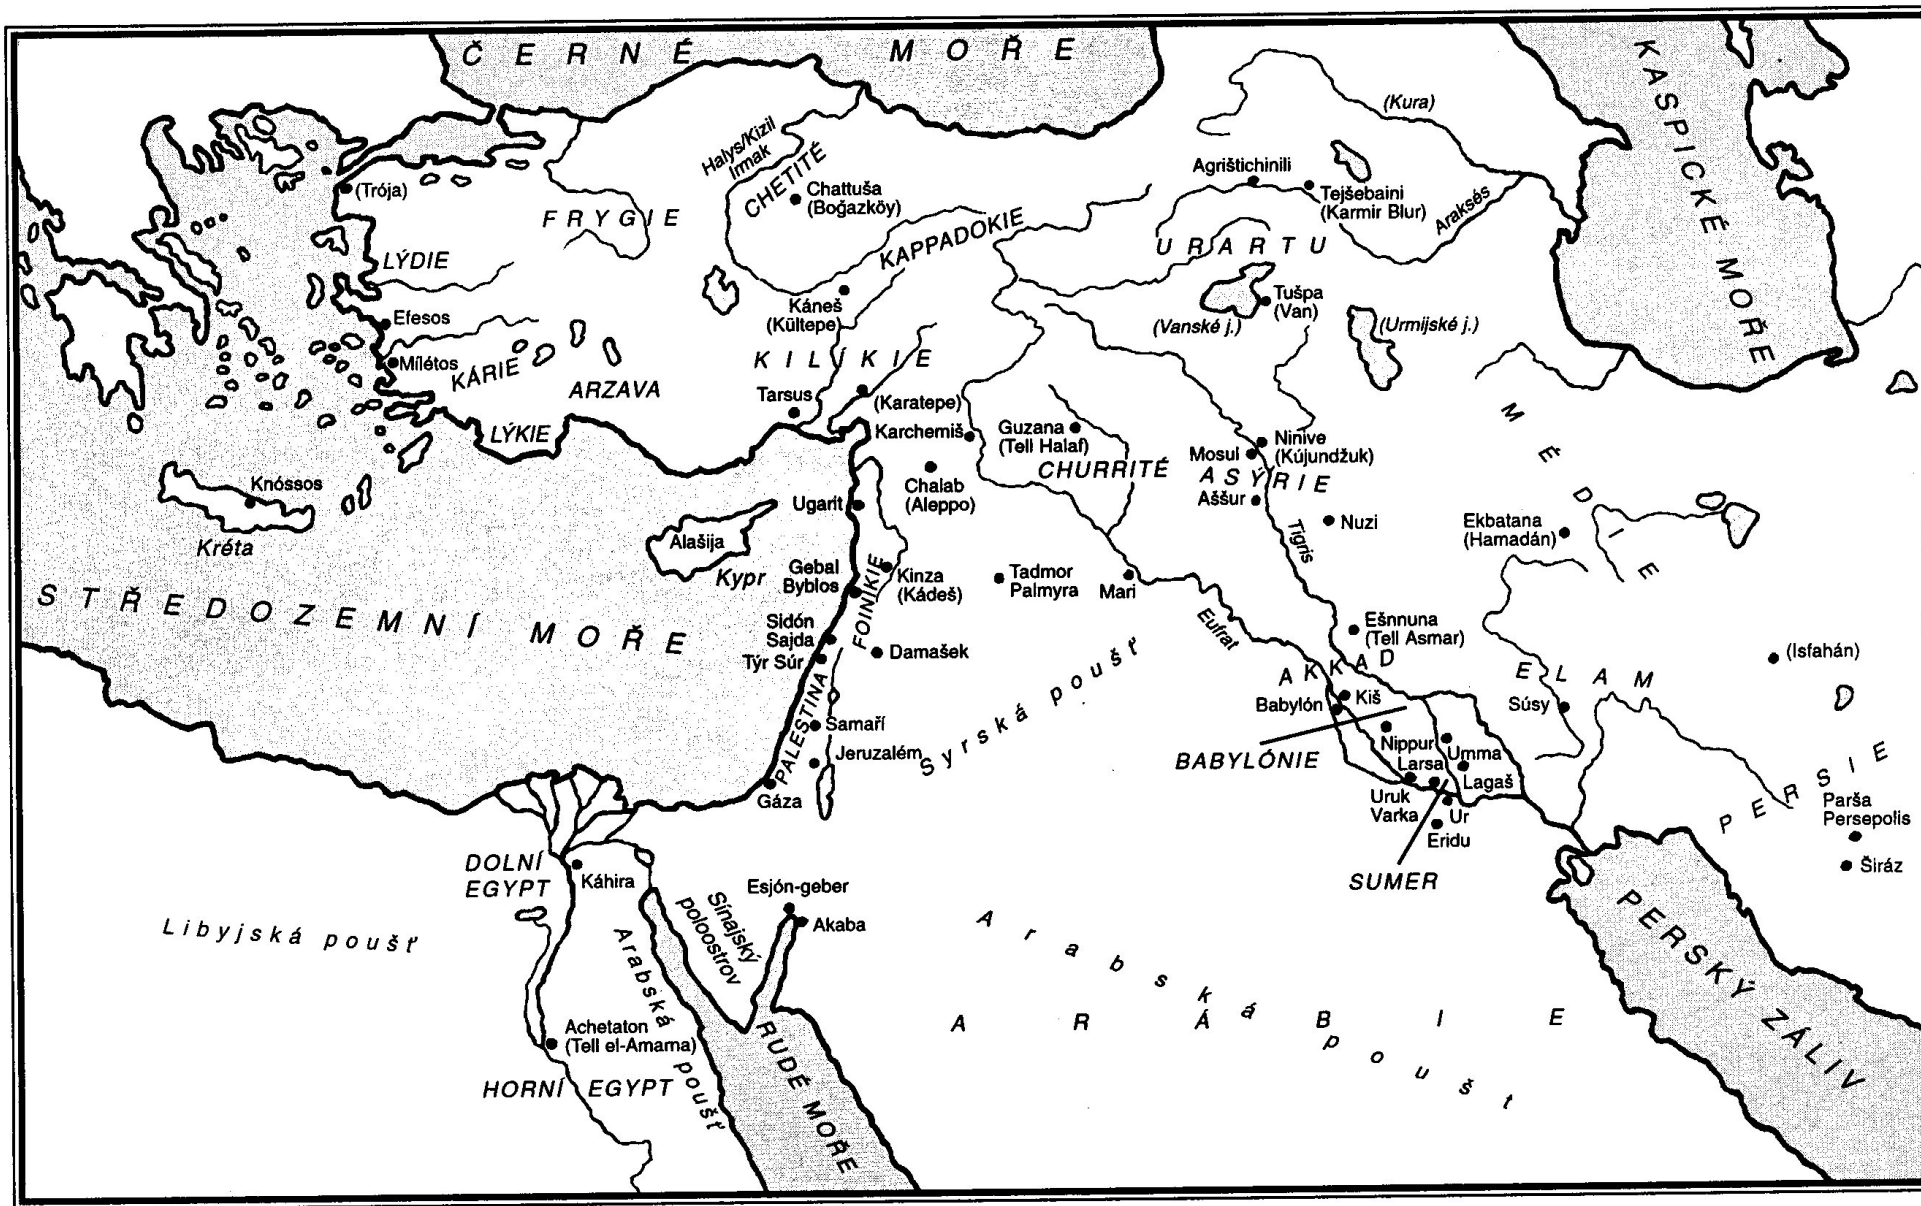 ČERNÉ MOŘE
KASPICKÉ MOŘE
(Kura)
Halys/Kizil
Irmak
CHETITÉ
Chattuša
(Boğazköy)
(Trója)
FRYGIE
KAPPADOKIE
Agrištichinili
Tejšebaini
(Karmir Blur)
Araksés
URARTU
LÝDIE
Efesos
Káneš
(Kültepe)
Tušpa
(Van)
(Vanské j.)
(Urmijské j.)
Mílétos
KÁRIE
ARZAVA
KILÍKIE
Tarsus
(Karatepe)
LÝKIE
Karchemiš
Guzana
(Tell Halaf)
CHURRITÉ
Ninive
(Kújundžuk)
Mosul
ASÝRIE
Aššur
MÉDIE
Knóssos
Kréta
Ugarit
Chalab
(Aleppo)
Nuzi
Tigris
Ekbatana
(Hamadán)
Alašija
Kypr
Gebal
Byblos
FOINÍKIE
Kinza
(Kádeš)
Tadmor
Palmyra
Mari
STŘEDOZEMNÍ MOŘE
Sidón
Sajda
Týr Súr
Damašek
Eufrat
Ešnnuna
(Tell Asmar)
AKKAD
ELAM
(Isfahán)
Syrská poušť
PALESTINA
Samaří
Jeruzalém
Babylón
Kiš
Súsy
BABYLÓNIE
Nippur
Umma
Larsa
Lagaš
Gáza
Uruk
Varka
Ur
Eridu
SUMER
PERSIE
Parša
Persepolis
Širáz
DOLNÍ
EGYPT
Káhira
Esjón-geber
Akaba
Sínajský
poloostrov
Libyjská poušť
Arabská poušť
Arabská poušt
ARÁBIE
PERSKÝ ZÁLIV
Achetaton
(Tell el-Amarna)
HORNÍ EGYPT
RUDÉ MOŘE